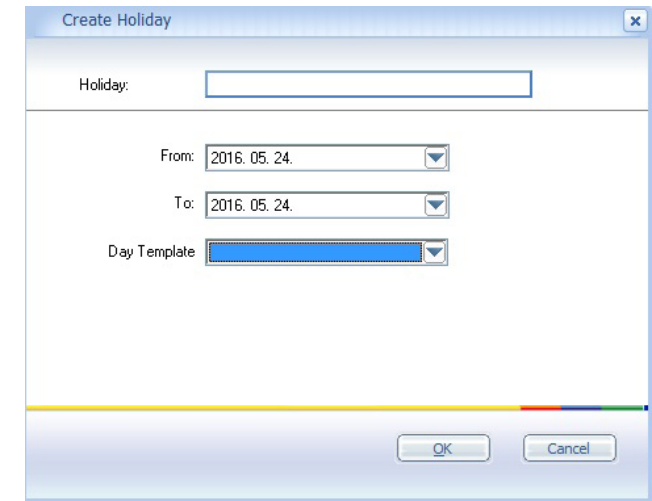 Create Holiday
Holiday:
From: 2016. 05. 24.
To: 2016. 05. 24.
Day Template
OK Cancel